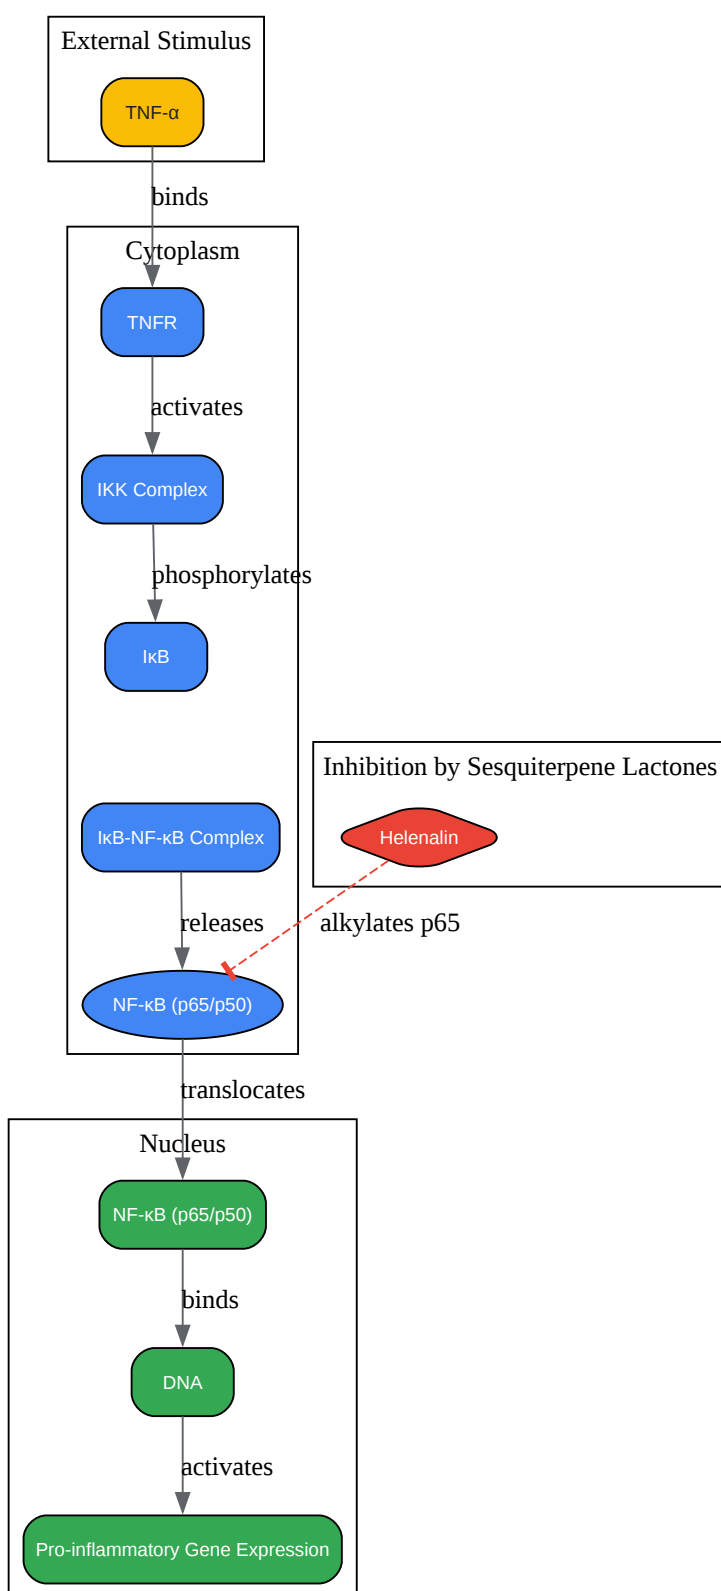 External Stimulus
TNF-α
binds
Cytoplasm
TNFR
activates
IKK Complex
phosphorylates
IκB
Inhibition by Sesquiterpene Lactones
IκB-NF-κB Complex
Helenalin
releases
alkylates p65
NF-κB (p65/p50)
translocates
Nucleus
NF-κB (p65/p50)
binds
DNA
activates
Pro-inflammatory Gene Expression